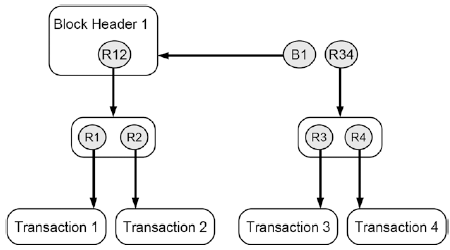 Block Header 1
R12
B1
R34
R1
R2
R3
R4
Transaction 1
Transaction 2
Transaction 3
Transaction 4